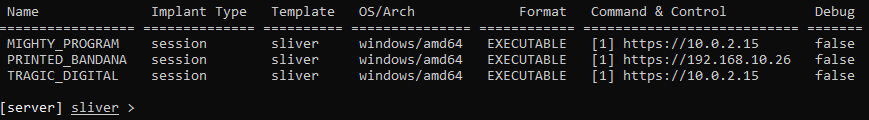 Name Implant Type Template OS/Arch Format Command & Control Debug
=============== ============== ========== =============== ============ =========================== =======
MIGHTY_PROGRAM session sliver windows/amd64 EXECUTABLE [1] https://10.0.2.15 false
PRINTED_BANDANA session sliver windows/amd64 EXECUTABLE [1] https://192.168.10.26 false
TRAGIC_DIGITAL session sliver windows/amd64 EXECUTABLE [1] https://10.0.2.15 false
[server] sliver >